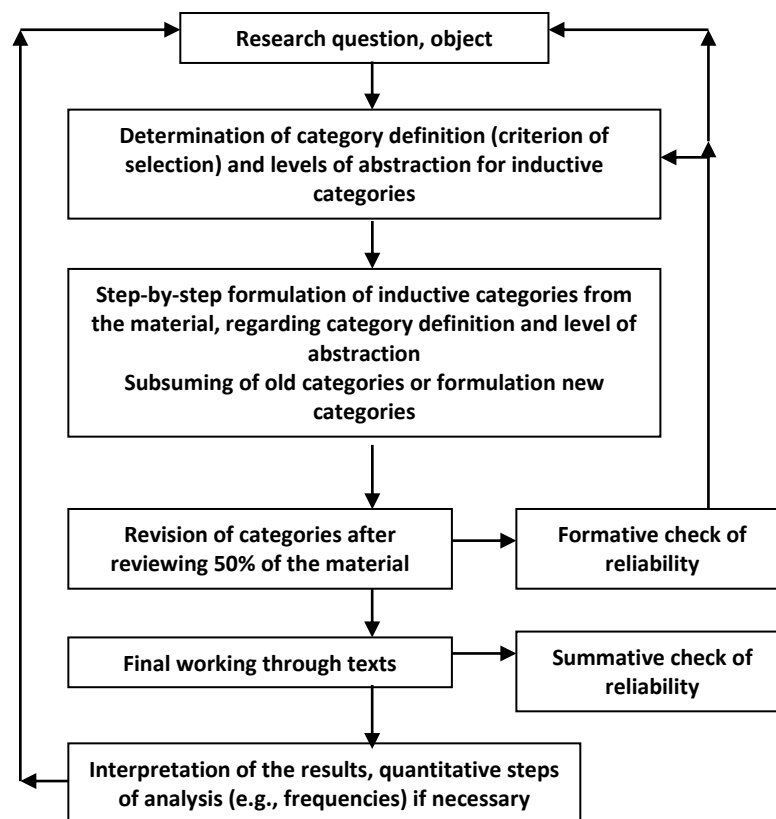 Research question, object
Determination of category definition (criterion of
selection) and levels of abstraction for inductive
categories
Step-by-step formulation of inductive categories from
the material, regarding category definition and level of
abstraction
Subsuming of old categories or formulation new
categories
Revision of categories after
reviewing 50% of the material
Formative check of
reliability
Final working through texts
Summative check of
reliability
Interpretation of the results, quantitative steps
of analysis (e.g., frequencies) if necessary